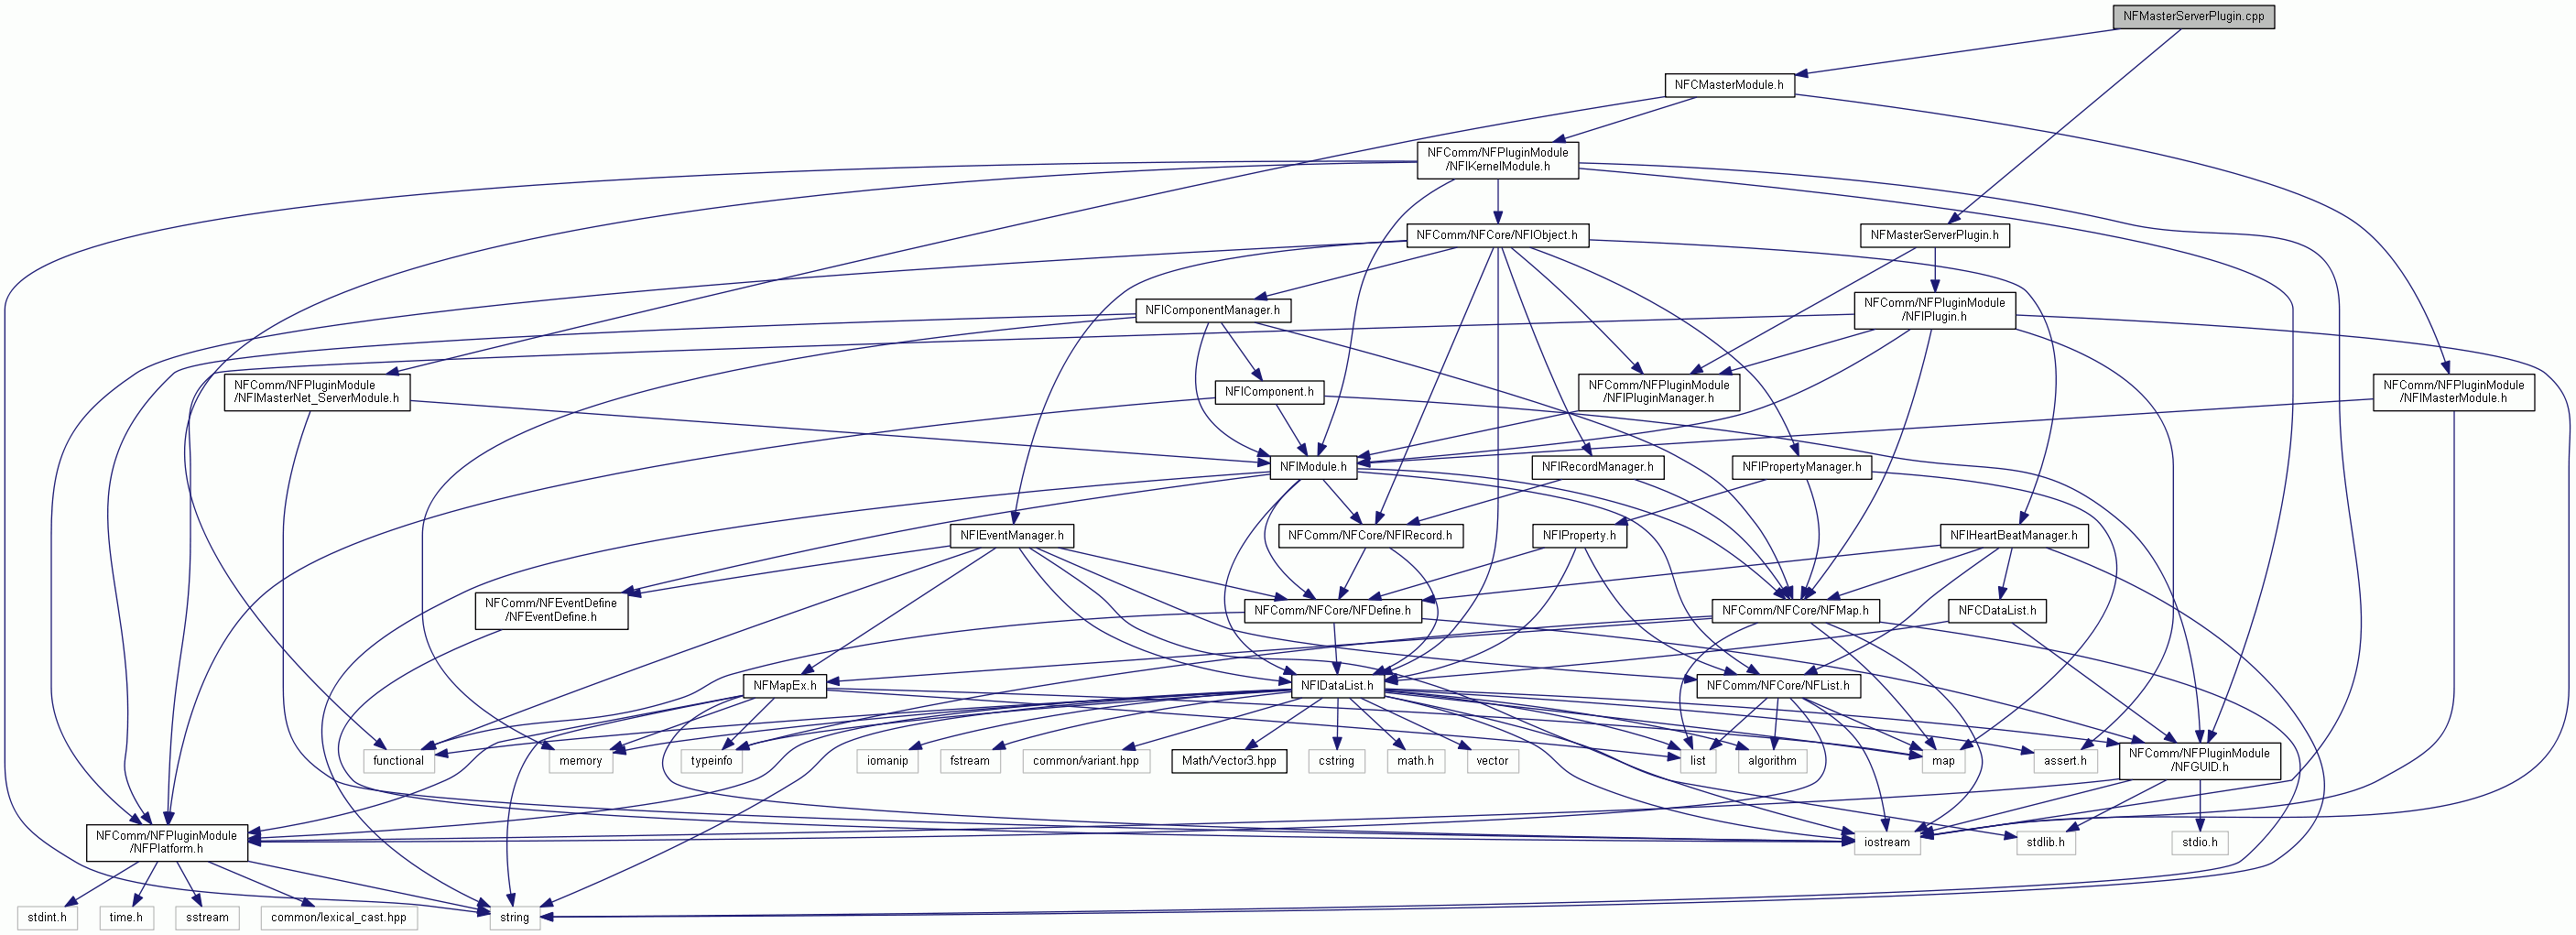 NFMasterServerPlugin.cpp
NFCMasterModule.h
NFComm/NFPluginModule
/NFIKernelModule.h
NFComm/NFCore/NFIObject.h
NFMasterServerPlugin.h
NFIComponentManager.h
NFComm/NFPluginModule
/NFIPlugin.h
NFComm/NFPluginModule
/NFIMasterNet_ServerModule.h
NFIComponent.h
NFComm/NFPluginModule
/NFIPluginManager.h
NFComm/NFPluginModule
/NFIMasterModule.h
NFIModule.h
NFIRecordManager.h
NFIPropertyManager.h
NFIEventManager.h
NFComm/NFCore/NFIRecord.h
NFIProperty.h
NFIHeartBeatManager.h
NFComm/NFEventDefine
/NFEventDefine.h
NFComm/NFCore/NFDefine.h
NFComm/NFCore/NFMap.h
NFCDataList.h
NFMapEx.h
NFIDataList.h
NFComm/NFCore/NFList.h
functional
memory
typeinfo
iomanip
fstream
common/variant.hpp
Math/Vector3.hpp
cstring
math.h
vector
list
algorithm
map
assert.h
NFComm/NFPluginModule
/NFGUID.h
NFComm/NFPluginModule
/NFPlatform.h
iostream
stdlib.h
stdio.h
stdint.h
time.h
sstream
common/lexical_cast.hpp
string